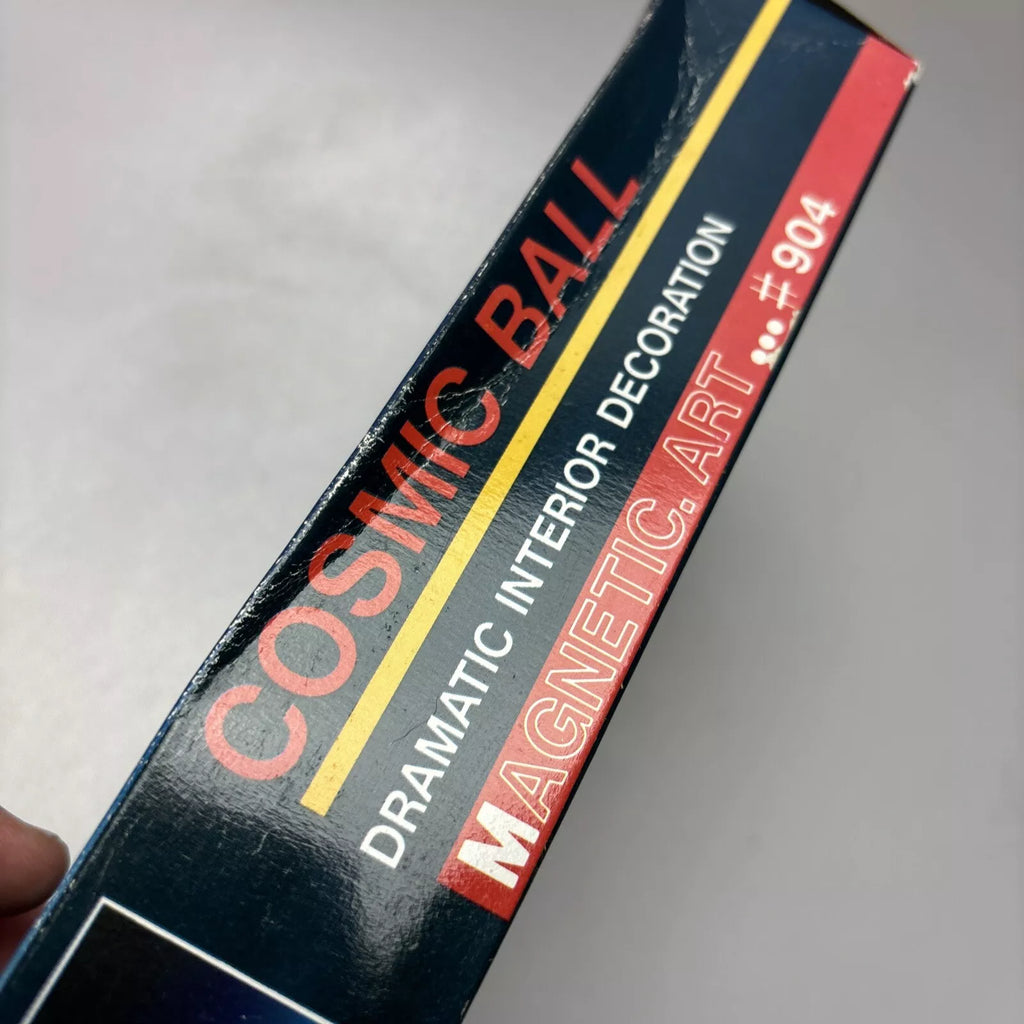 COSMIC BALL
DRAMATIC INTERIOR DECORATION
MAGNETIC. ART ...# 904